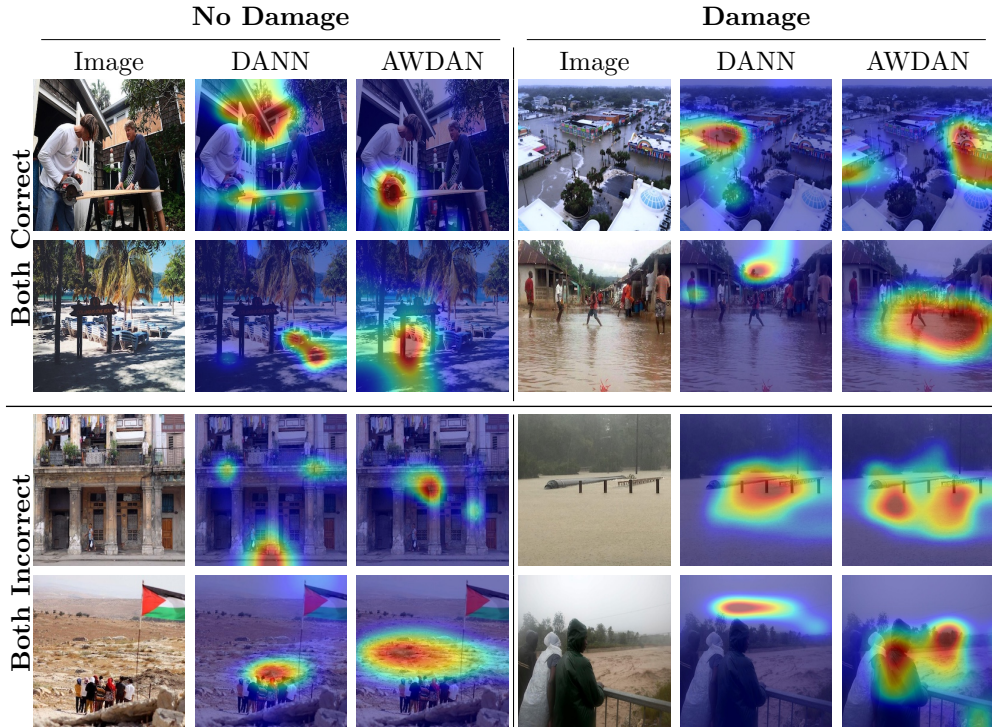 No Damage
Damage
Image
DANN
AWDAN
Image
DANN
AWDAN
Both Correct
Both Incorrect